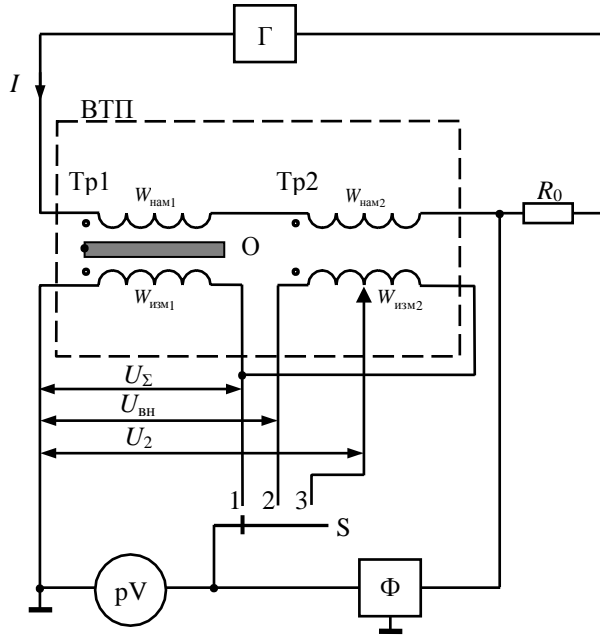 Г
I
ВТП
Тр1
Wнам1
Тр2
Wнам2
R0
О
Wизм1
Wизм2
UΣ
Uвн
U2
1
2
3
S
pV
Ф